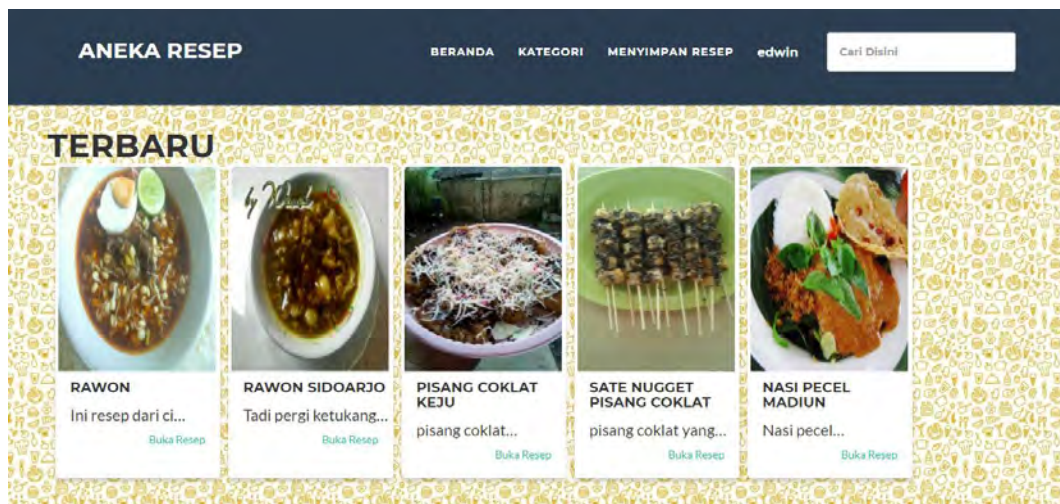 ANEKA RESEP
BERANDA KATEGORI MENYIMPAN RESEP edwin Cari Disini
TERBARU
RAWON
Ini resep dari ci...
Buka Resep
RAWON SIDOARJO
Tadi pergi ketukang...
Buka Resep
PISANG COKLAT
KEJU
pisang coklat...
Buka Resep
SATE NUGGET
PISANG COKLAT
pisang coklat yang...
Buka Resep
NASI PECEL
MADIUN
Nasi pecel...
Buka Resep